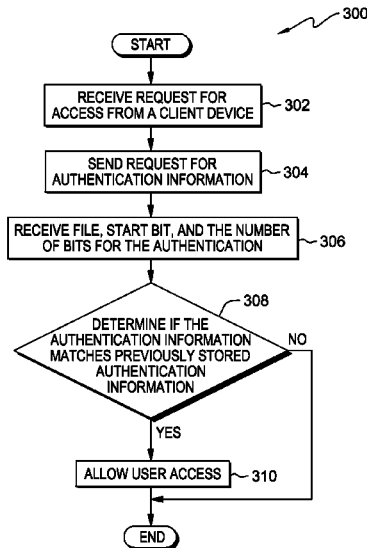 300
START
RECEIVE REQUEST FOR
ACCESS FROM A CLIENT DEVICE
302
SEND REQUEST FOR
AUTHENTICATION INFORMATION
304
RECEIVE FILE, START BIT, AND THE NUMBER
OF BITS FOR THE AUTHENTICATION
306
308
DETERMINE IF THE
AUTHENTICATION INFORMATION
MATCHES PREVIOUSLY STORED
AUTHENTICATION
INFORMATION
NO
YES
ALLOW USER ACCESS
310
END